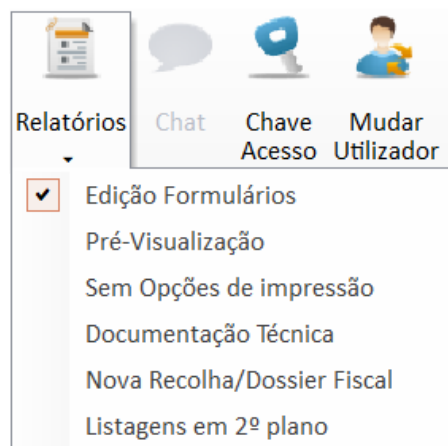 Relatórios
Chat
Chave
Acesso
Mudar
Utilizador
Edição Formulários
Pré-Visualização
Sem Opções de impressão
Documentação Técnica
Nova Recolha/Dossier Fiscal
Listagens em 2º plano